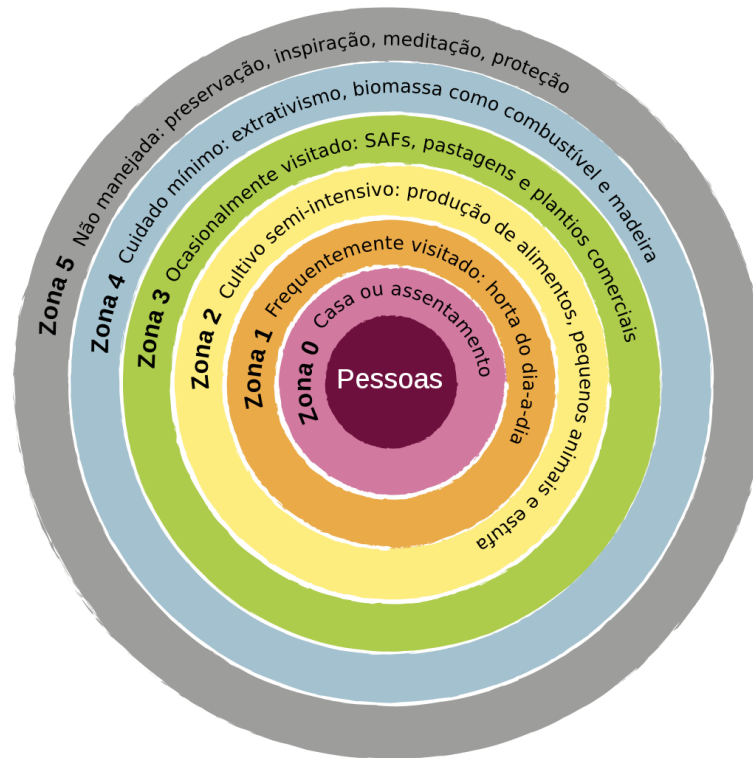 Zona 5 Não manejada: preservação, inspiração, meditação, proteção
Zona 4 Cuidado mínimo: extrativismo, biomassa como combustível e madeira
Zona 3 Ocasionalmente visitado: SAFs, pastagens e plantios comerciais
Zona 2 Cultivo semi-intensivo: produção de alimentos, pequenos animais e estufa
Zona 1 Frequentemente visitado: horta do dia-a-dia
Zona 0 Casa ou assentamento
Pessoas